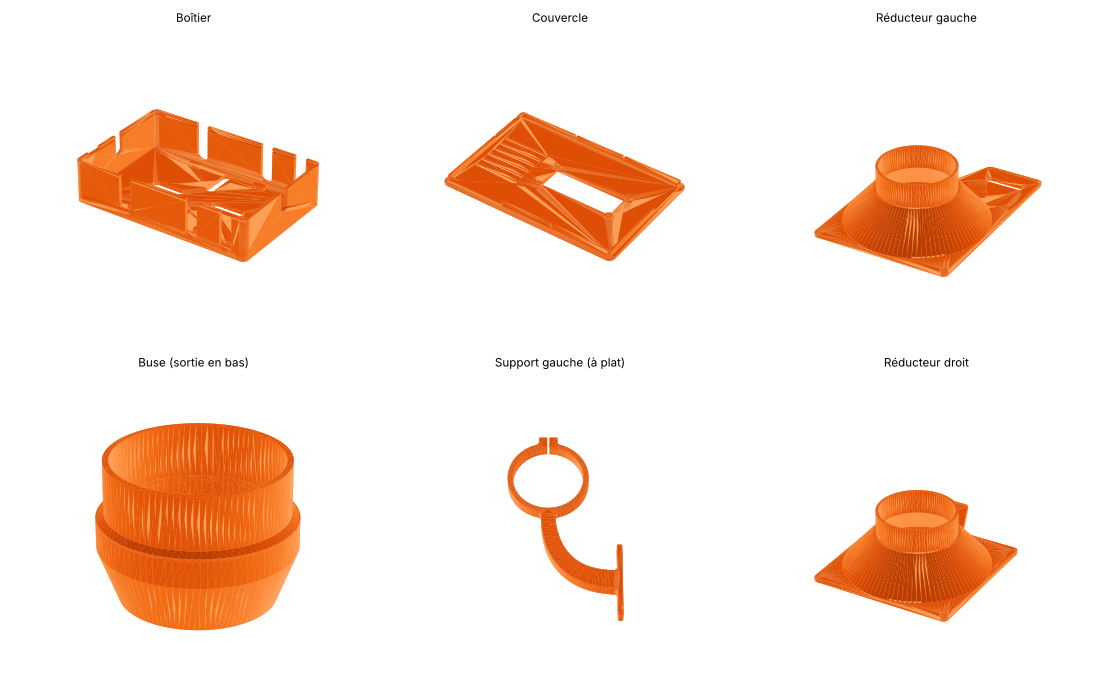 Boîtier
Couvercle
Réducteur gauche
Buse (sortie en bas)
Support gauche (à plat)
Réducteur droit